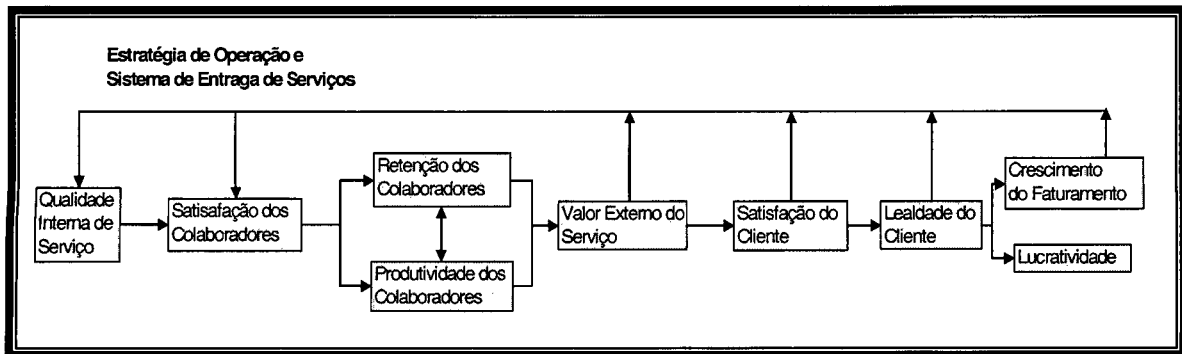 Estratégia de Operação e
Sistema de Entraga de Serviços
Qualidade
Interna de
Serviço
Satisafação dos
Colaboradores
Retenção dos
Colaboradores
Produtividade dos
Colaboradores
Valor Externo do
Serviço
Satisfação do
Cliente
Lealdade do
Cliente
Crescimento
do Faturamento
Lucratividade